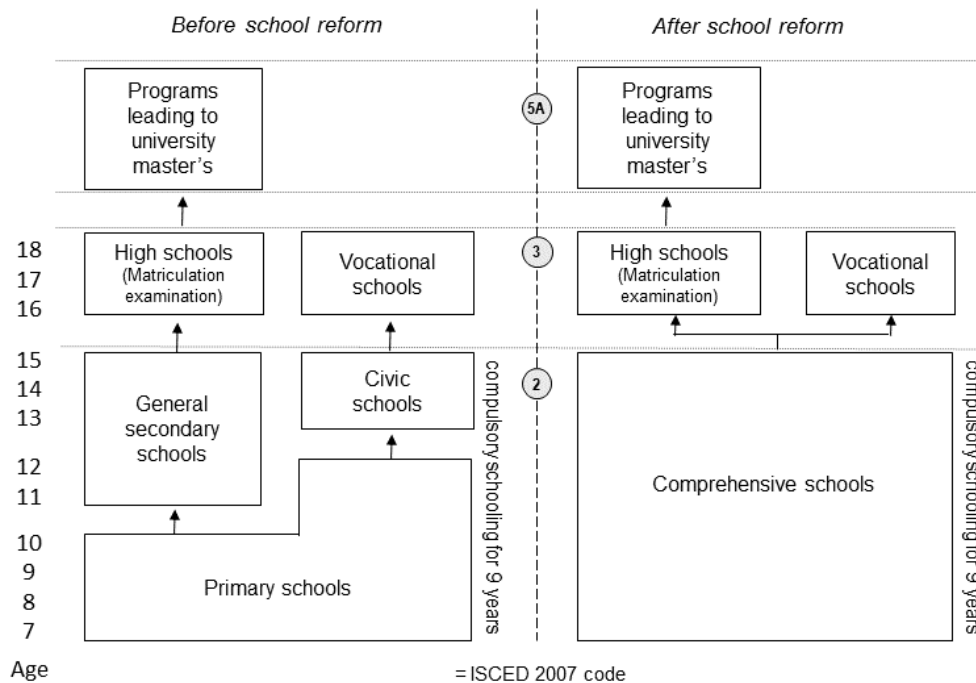 Before school reform
After school reform
Programs
leading to
university
master's
5A
Programs
leading to
university
master's
18
17
16
High schools
(Matriculation
examination)
Vocational
schools
3
High schools
(Matriculation
examination)
Vocational
schools
15
14
13
12
11
10
9
8
7
General
secondary
schools
Civic
schools
compulsory schooling for 9 years
2
Comprehensive schools
compulsory schooling for 9 years
Primary schools
Age
= ISCED 2007 code